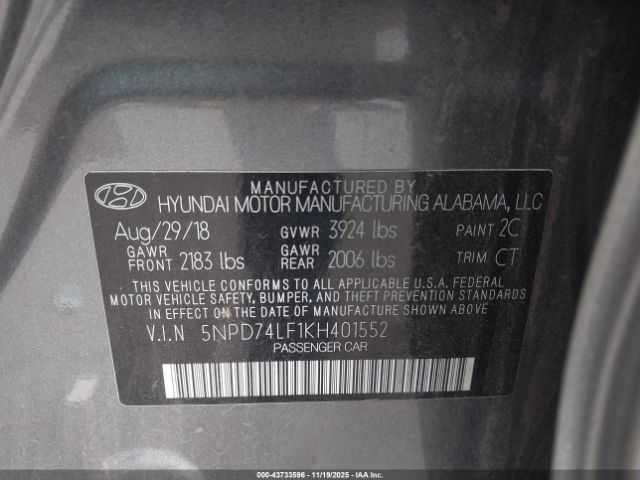 MANUFACTURED BY
HYUNDAI MOTOR MANUFACTURING ALABAMA, LLC
Aug/29/18 GVWR 3924 lbs PAINT 2C
GAWR FRONT 2183 lbs GAWR REAR 2006 lbs TRIM CT
THIS VEHICLE CONFORMS TO ALL APPLICABLE U.S.A. FEDERAL
MOTOR VEHICLE SAFETY, BUMPER, AND THEFT PREVENTION STANDARDS
IN EFFECT ON THE DATE OF MANUFACTURE SHOWN ABOVE.
V.I.N 5NPD74LF1KH401552
PASSENGER CAR
000-43733596 - 11/19/2025 - IAAI.COM